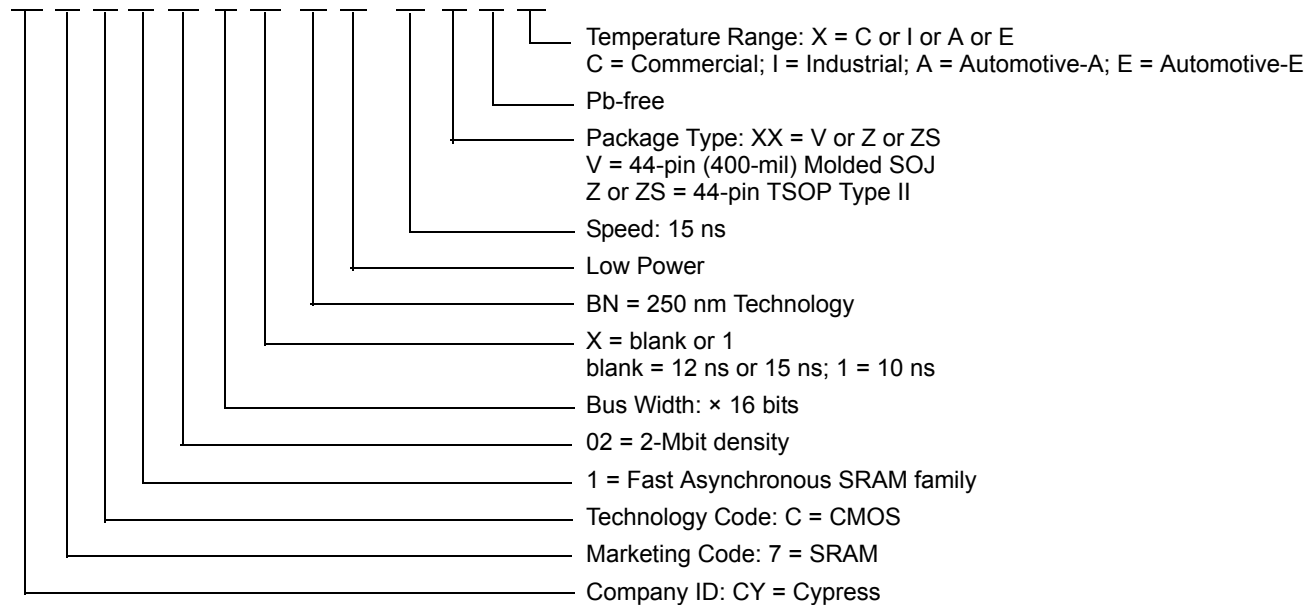 Temperature Range: X = C or I or A or E
C = Commercial; I = Industrial; A = Automotive-A; E = Automotive-E
Pb-free
Package Type: XX = V or Z or ZS
V = 44-pin (400-mil) Molded SOJ
Z or ZS = 44-pin TSOP Type II
Speed: 15 ns
Low Power
BN = 250 nm Technology
X = blank or 1
blank = 12 ns or 15 ns; 1 = 10 ns
Bus Width: × 16 bits
02 = 2-Mbit density
1 = Fast Asynchronous SRAM family
Technology Code: C = CMOS
Marketing Code: 7 = SRAM
Company ID: CY = Cypress